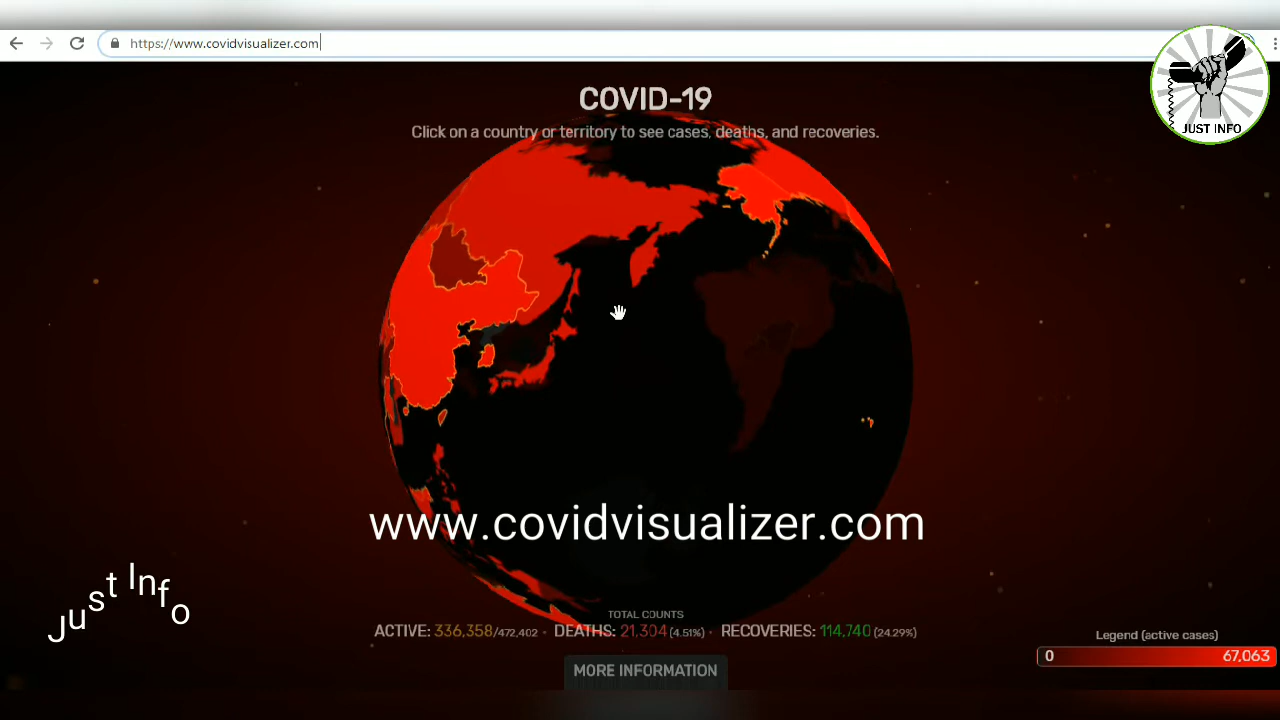 https://www.covidvisualizer.com
JUST INFO
COVID-19
Click on a country or territory to see cases, deaths, and recoveries.
www.covidvisualizer.com
Just Info
TOTAL COUNTS
ACTIVE: 336,358/472,402 · DEATHS: 21,304 (4.51%) · RECOVERIES: 114,740 (24.29%)
Legend (active cases)
0 67,063
MORE INFORMATION